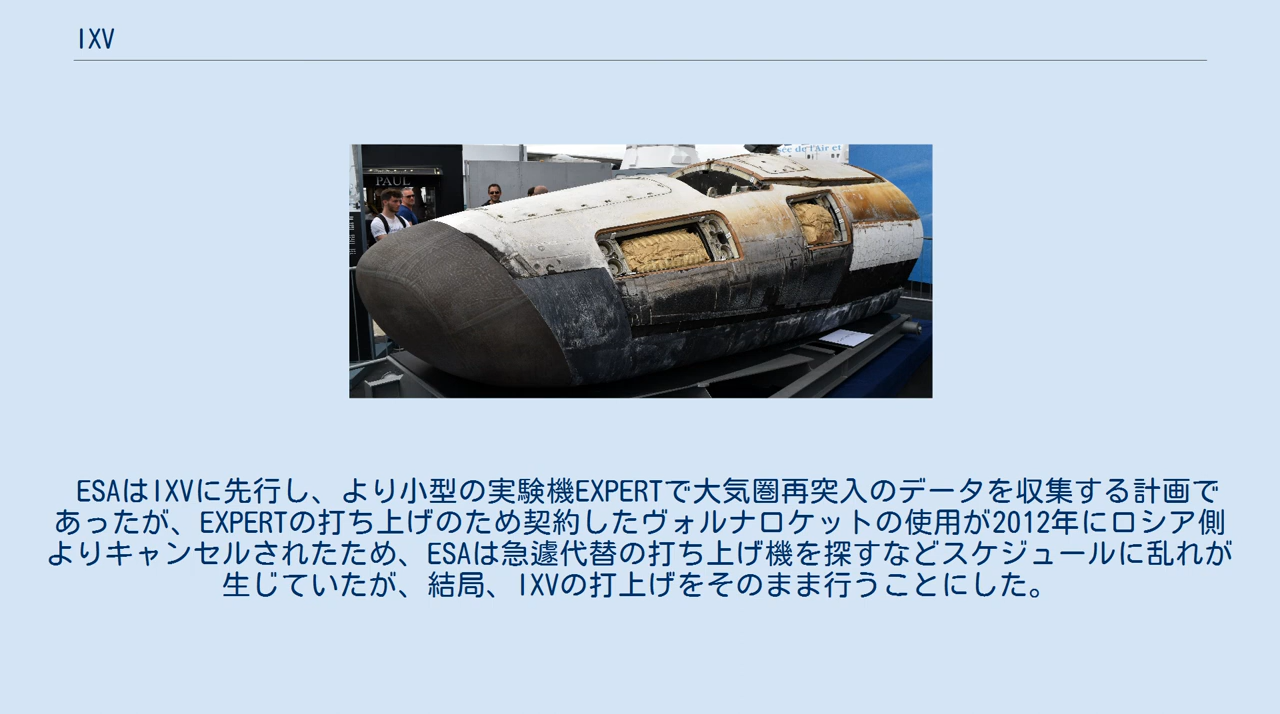 IXV
PAUL
sée de l'Air et
ESAはIXVに先行し、より小型の実験機EXPERTで大気圏再突入のデータを収集する計画で
あったが、EXPERTの打ち上げのため契約したヴォルナロケットの使用が2012年にロシア側
よりキャンセルされたため、ESAは急遽代替の打ち上げ機を探すなどスケジュールに乱れが
生じていたが、結局、IXVの打上げをそのまま行うことにした。